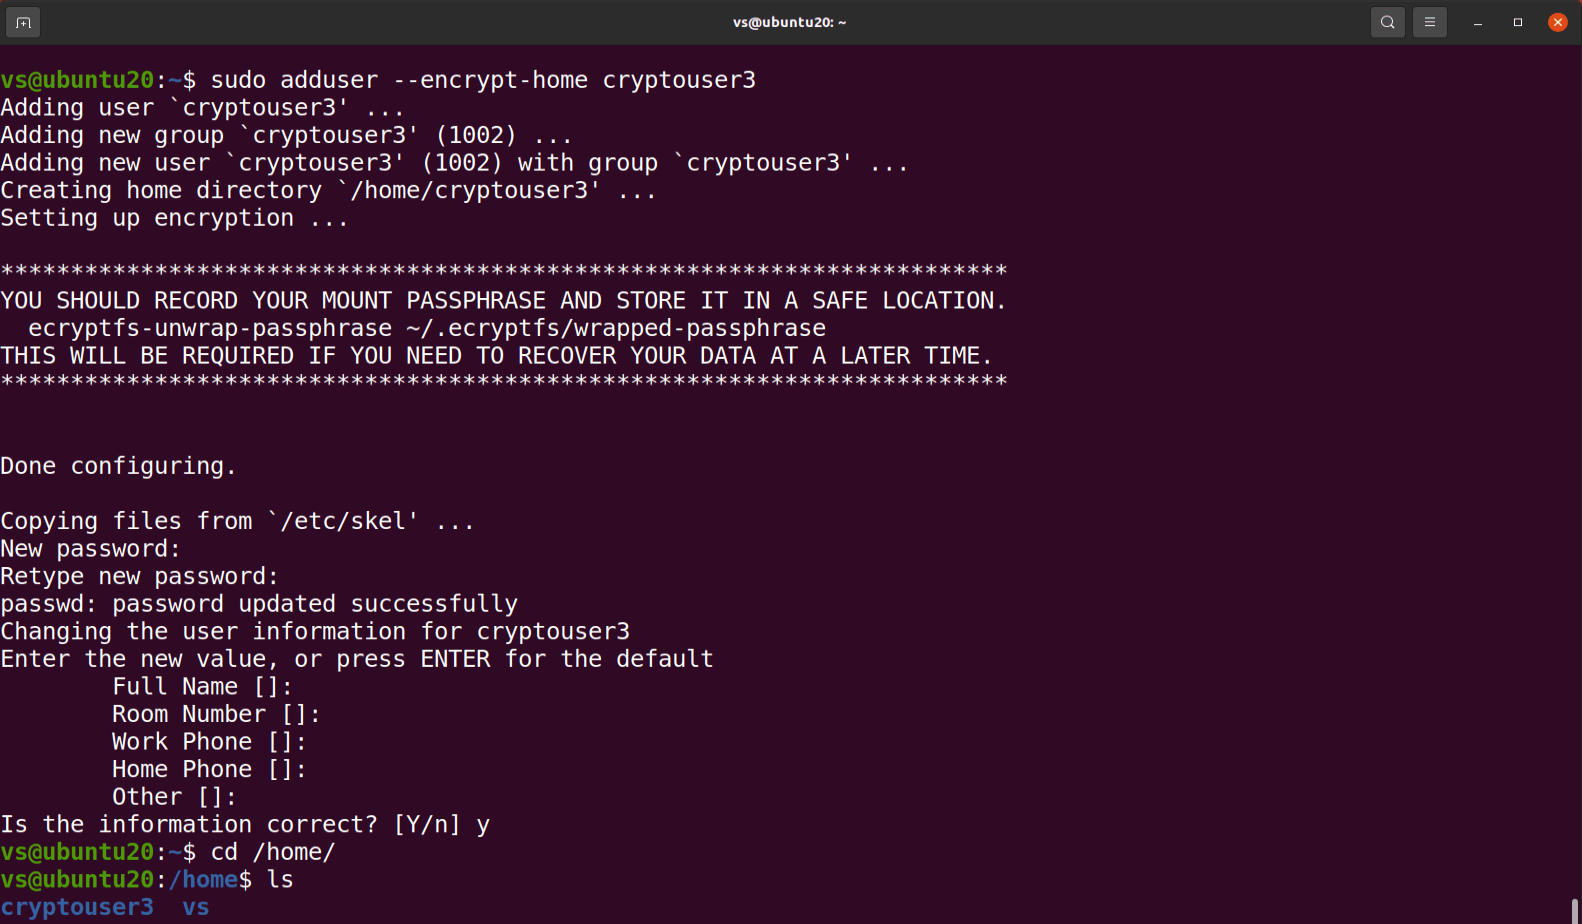 vs@ubuntu20: ~
vs@ubuntu20:~$ sudo adduser --encrypt-home cryptouser3
Adding user `cryptouser3' ...
Adding new group `cryptouser3' (1002) ...
Adding new user `cryptouser3' (1002) with group `cryptouser3' ...
Creating home directory `/home/cryptouser3' ...
Setting up encryption ...
************************************************************************
YOU SHOULD RECORD YOUR MOUNT PASSPHRASE AND STORE IT IN A SAFE LOCATION.
  ecryptfs-unwrap-passphrase ~/.ecryptfs/wrapped-passphrase
THIS WILL BE REQUIRED IF YOU NEED TO RECOVER YOUR DATA AT A LATER TIME.
************************************************************************
Done configuring.
Copying files from `/etc/skel' ...
New password:
Retype new password:
passwd: password updated successfully
Changing the user information for cryptouser3
Enter the new value, or press ENTER for the default
        Full Name []:
        Room Number []:
        Work Phone []:
        Home Phone []:
        Other []:
Is the information correct? [Y/n] y
vs@ubuntu20:~$ cd /home/
vs@ubuntu20:/home$ ls
cryptouser3  vs